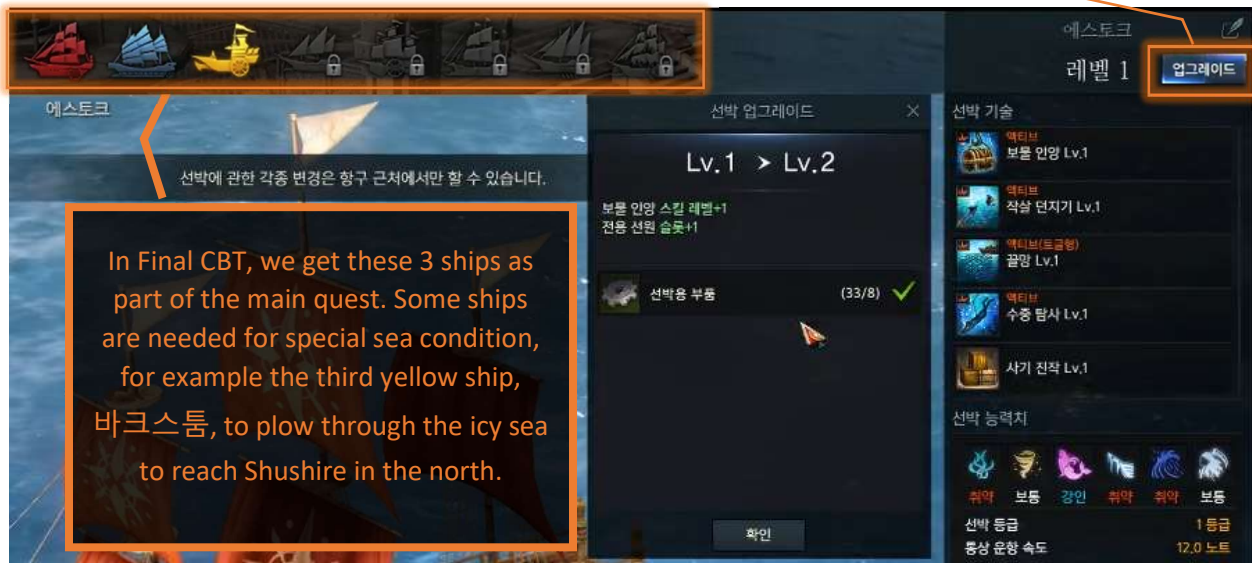 에스토크
레벨 1
업그레이드
에스토크
선박 업그레이드
선박 기술
선박에 관한 각종 변경은 항구 근처에서만 할 수 있습니다.
Lv.1 > Lv.2
보물 인양 스킬 레벨+1
전용 선원 슬롯+1
선박용 부품 (33/8)
확인
In Final CBT, we get these 3 ships as
part of the main quest. Some ships
are needed for special sea condition,
for example the third yellow ship,
바크스툼, to plow through the icy sea
to reach Shushire in the north.
액티브
보물 인양 Lv.1
액티브
작살 던지기 Lv.1
액티브(토글형)
끌망 Lv.1
액티브
수중 탐사 Lv.1
사기 진작 Lv.1
선박 능력치
취약 보통 강인 취약 취약 보통
선박 등급 1 등급
통상 운항 속도 12.0 노트